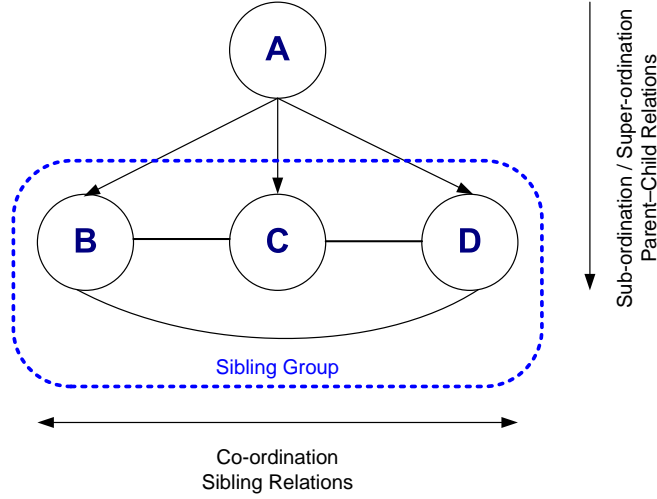 A
B
C
D
Sibling Group
Co-ordination
Sibling Relations
Sub-ordination / Super-ordination
Parent–Child Relations